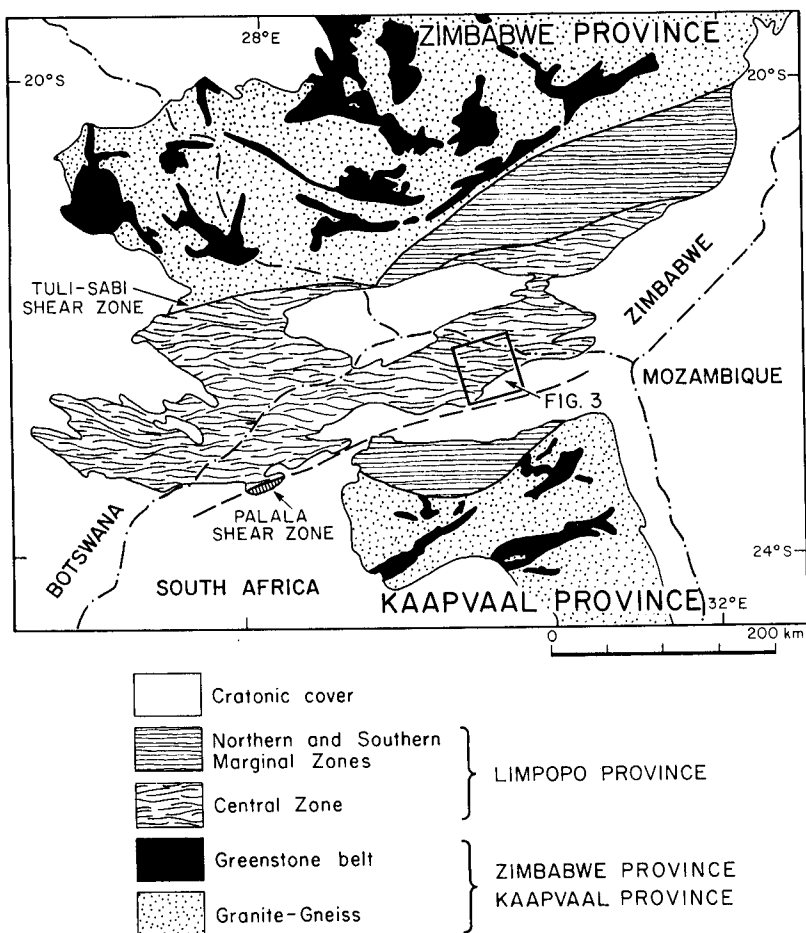 28°E
ZIMBABWE PROVINCE
20°S
20°S
TULI-SABI
SHEAR ZONE
ZIMBABWE
MOZAMBIQUE
FIG. 3
BOTSWANA
PALALA
SHEAR ZONE
24°S
SOUTH AFRICA
KAAPVAAL PROVINCE
32°E
0 200 km
Cratonic cover
Northern and Southern
Marginal Zones
LIMPOPO PROVINCE
Central Zone
Greenstone belt
ZIMBABWE PROVINCE
KAAPVAAL PROVINCE
Granite-Gneiss